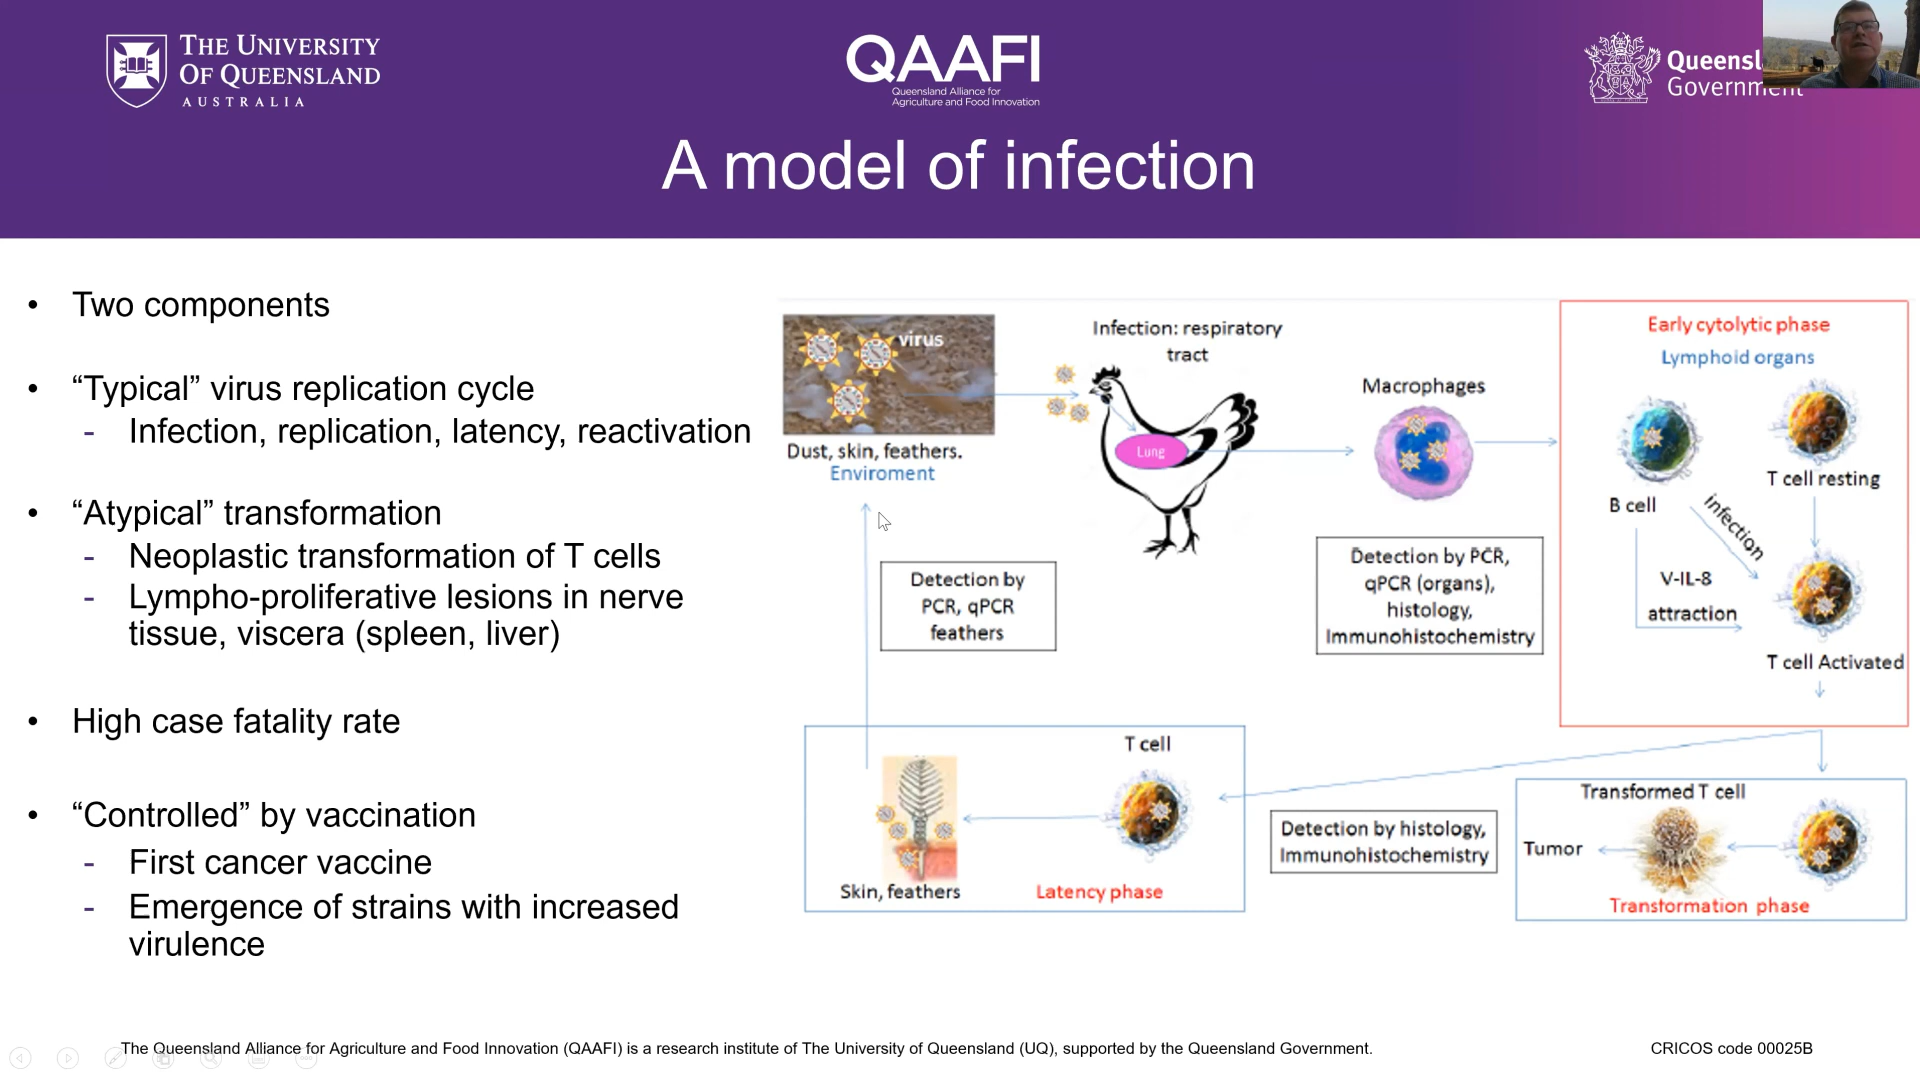 THE UNIVERSITY
OF QUEENSLAND
AUSTRALIA
QAAFI
Queensland Alliance for
Agriculture and Food Innovation
Government
A model of infection
• Two components
• “Typical” virus replication cycle
- Infection, replication, latency, reactivation
• “Atypical” transformation
- Neoplastic transformation of T cells
- Lympho-proliferative lesions in nerve
tissue, viscera (spleen, liver)
• High case fatality rate
• “Controlled” by vaccination
- First cancer vaccine
- Emergence of strains with increased
virulence
virus
Dust, skin, feathers.
Enviroment
Infection: respiratory
tract
Lung
Macrophages
Early cytolytic phase
Lymphoid organs
B cell
T cell resting
infection
V-IL-8
attraction
T cell Activated
Detection by
PCR, qPCR
feathers
Detection by PCR,
qPCR (organs),
histology,
Immunohistochemistry
T cell
Skin, feathers
Latency phase
Detection by histology,
Immunohistochemistry
Transformed T cell
Tumor
Transformation phase
The Queensland Alliance for Agriculture and Food Innovation (QAAFI) is a research institute of The University of Queensland (UQ), supported by the Queensland Government.
CRICOS code 00025B